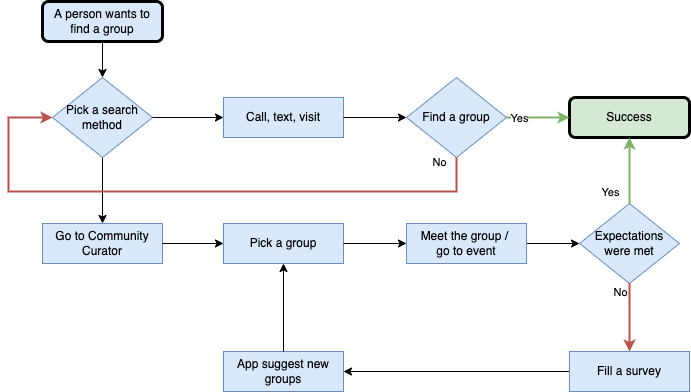 A person wants to
find a group
Pick a search
method
Call, text, visit
Find a group
Yes
Success
No
Yes
Go to Community
Curator
Pick a group
Meet the group /
go to event
Expectations
were met
No
App suggest new
groups
Fill a survey